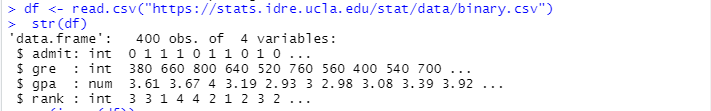 > df <- read.csv("https://stats.idre.ucla.edu/stat/data/binary.csv")
>  str(df)
'data.frame':	400 obs. of  4 variables:
 $ admit: int  0 1 1 1 0 1 1 0 1 0 ...
 $ gre  : int  380 660 800 640 520 760 560 400 540 700 ...
 $ gpa  : num  3.61 3.67 4 3.19 2.93 3 2.98 3.08 3.39 3.92 ...
 $ rank : int  3 3 1 4 4 2 1 2 3 2 ...